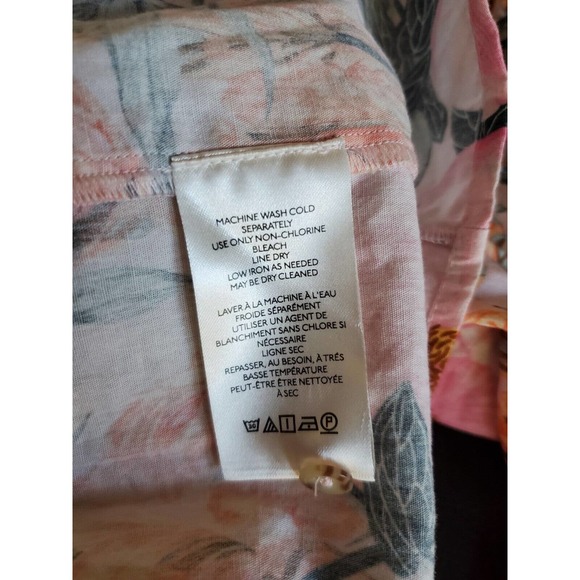 MACHINE WASH COLD
SEPARATELY
USE ONLY NON-CHLORINE
BLEACH
LINE DRY
LOW IRON AS NEEDED
MAY BE DRY CLEANED
LAVER À LA MACHINE À L'EAU
FROIDE SÉPARÉMENT
UTILISER UN AGENT DE
BLANCHIMENT SANS CHLORE SI
NÉCESSAIRE
LIGNE SEC
REPASSER, AU BESOIN, À TRÉS
BASSE TEMPÉRATURE
PEUT-ÊTRE ÊTRE NETTOYÉE
À SEC
30 P